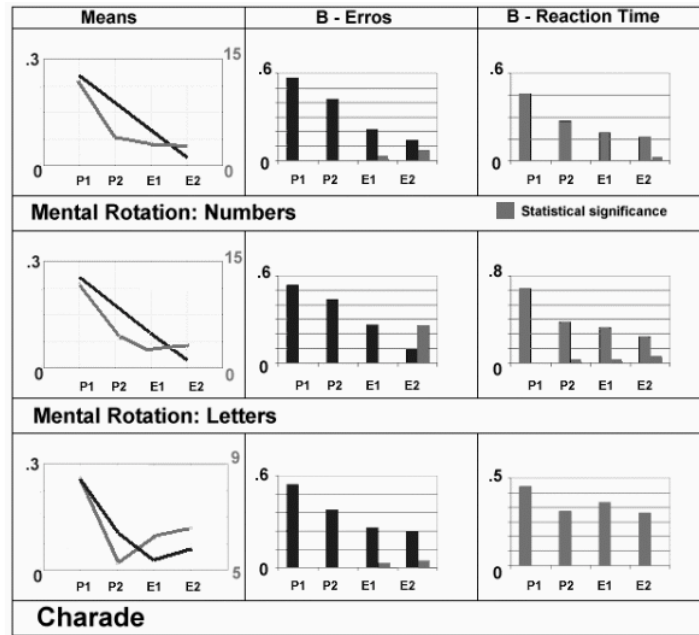 Means B - Erros B - Reaction Time
.3 15 .6 .6
0 0 0 0
P1 P2 E1 E2 P1 P2 E1 E2 P1 P2 E1 E2
Mental Rotation: Numbers Statistical significance
.3 15 .6 .8
0 0 0 0
P1 P2 E1 E2 P1 P2 E1 E2 P1 P2 E1 E2
Mental Rotation: Letters
.3 9 .6 .5
0 5 0 0
P1 P2 E1 E2 P1 P2 E1 E2 P1 P2 E1 E2
Charade